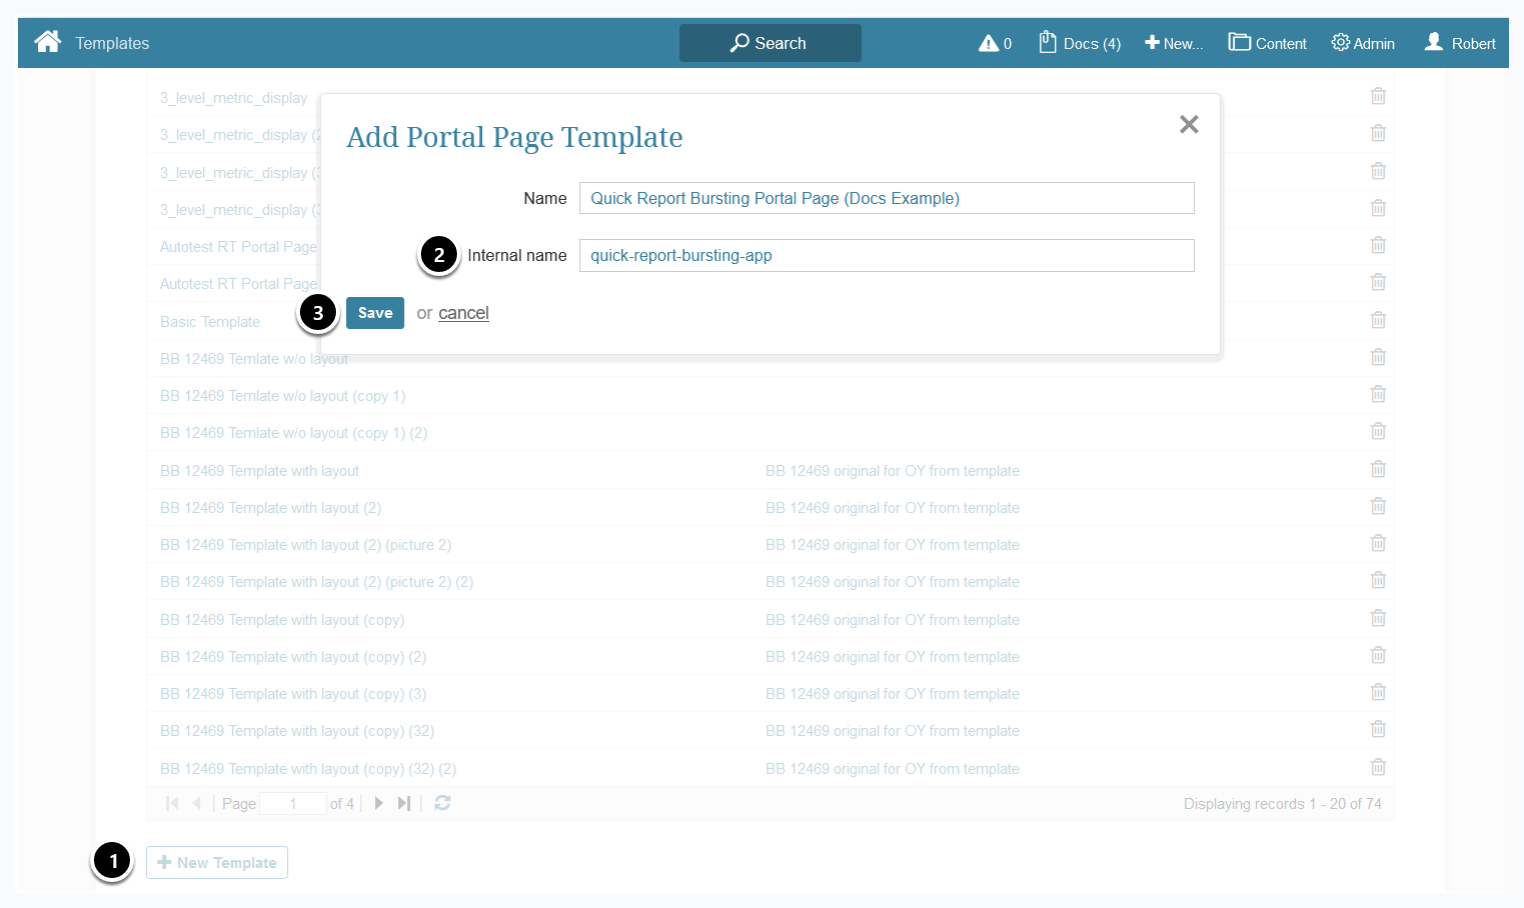 Templates Search 0 Docs (4) New... Content Admin Robert
3_level_metric_display
Add Portal Page Template
3_level_metric_display (2
3_level_metric_display (3
Name Quick Report Bursting Portal Page (Docs Example)
3_level_metric_display (3
Autotest RT Portal Page
2 Internal name quick-report-bursting-app
Autotest RT Portal Page
Basic Template
3 Save or cancel
BB 12469 Temlate w/o layout
BB 12469 Temlate w/o layout (copy 1)
BB 12469 Temlate w/o layout (copy 1) (2)
BB 12469 Template with layout BB 12469 original for OY from template
BB 12469 Template with layout (2) BB 12469 original for OY from template
BB 12469 Template with layout (2) (picture 2) BB 12469 original for OY from template
BB 12469 Template with layout (2) (picture 2) (2) BB 12469 original for OY from template
BB 12469 Template with layout (copy) BB 12469 original for OY from template
BB 12469 Template with layout (copy) (2) BB 12469 original for OY from template
BB 12469 Template with layout (copy) (3) BB 12469 original for OY from template
BB 12469 Template with layout (copy) (32) BB 12469 original for OY from template
BB 12469 Template with layout (copy) (32) (2) BB 12469 original for OY from template
Page 1 of 4 Displaying records 1 - 20 of 74
1 New Template